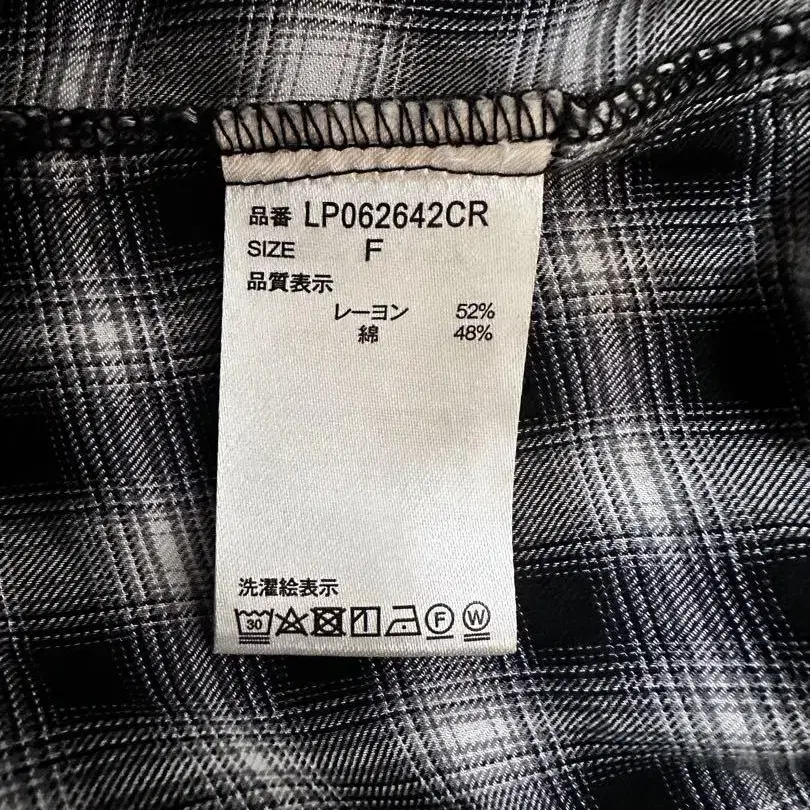 品番 LP062642CR
SIZE F
品質表示
レーヨン 52%
綿 48%
洗濯絵表示
30 F W